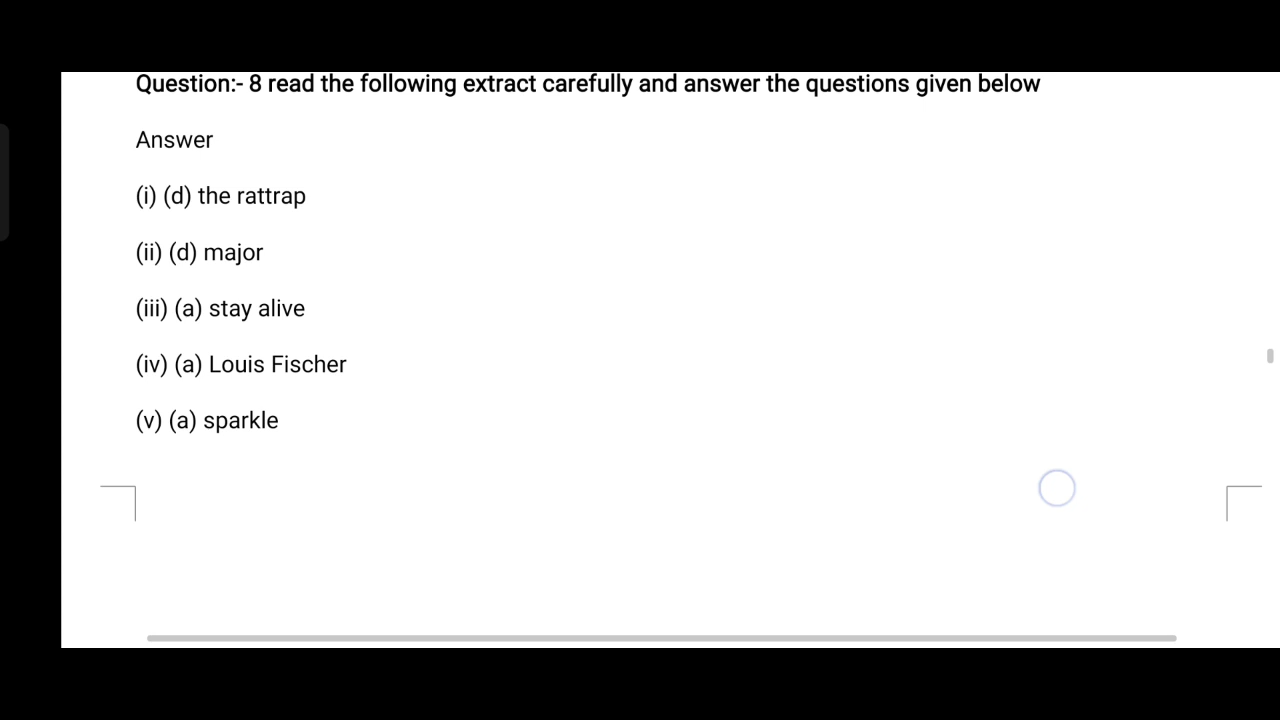 Question:- 8 read the following extract carefully and answer the questions given below
Answer
(i) (d) the rattrap
(ii) (d) major
(iii) (a) stay alive
(iv) (a) Louis Fischer
(v) (a) sparkle